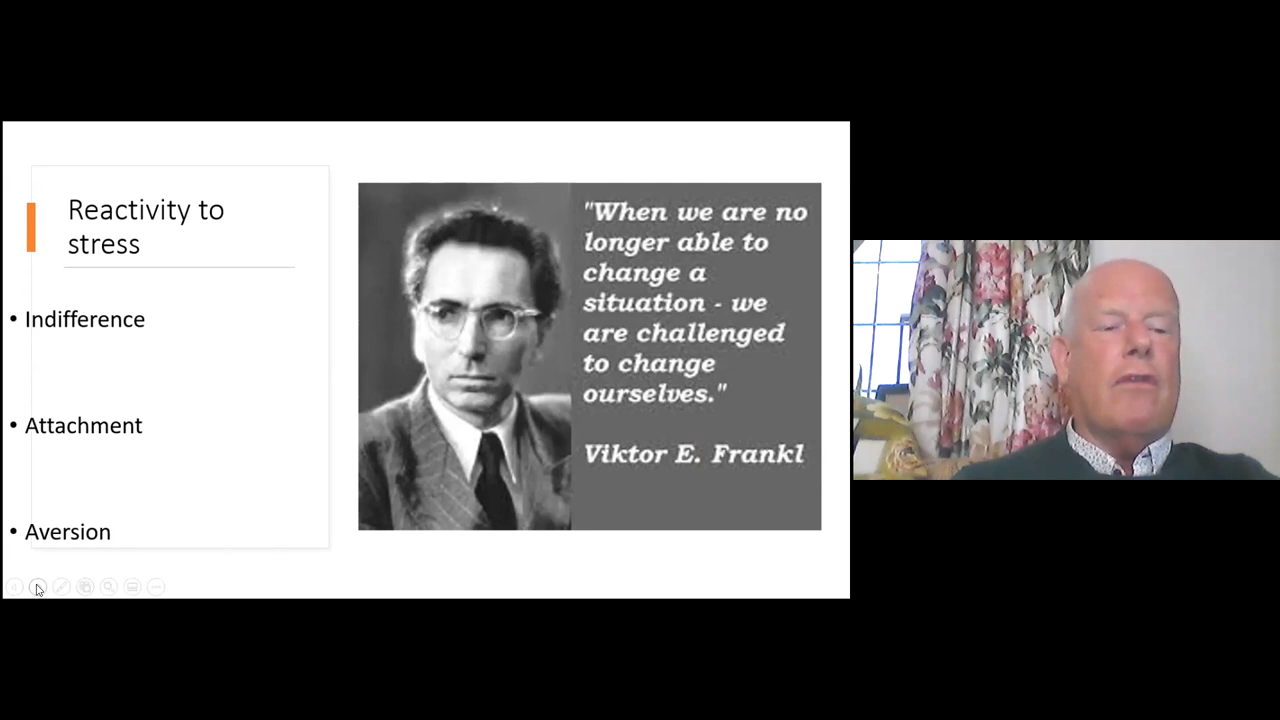 Reactivity to
stress
• Indifference
• Attachment
• Aversion
"When we are no
longer able to
change a
situation - we
are challenged
to change
ourselves."
Viktor E. Frankl